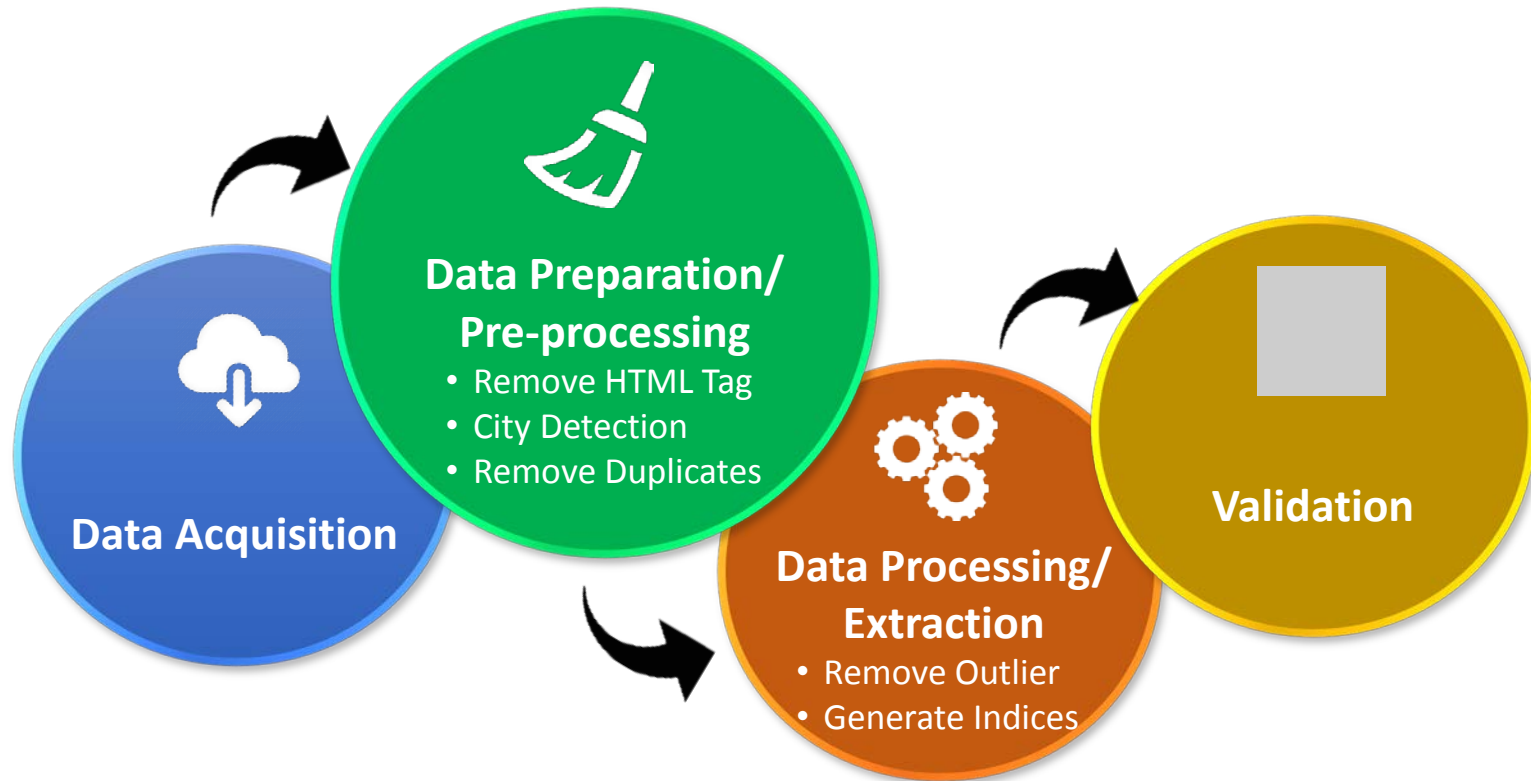 Data Acquisition
Data Preparation/
Pre-processing
• Remove HTML Tag
• City Detection
• Remove Duplicates
Data Processing/
Extraction
• Remove Outlier
• Generate Indices
Validation